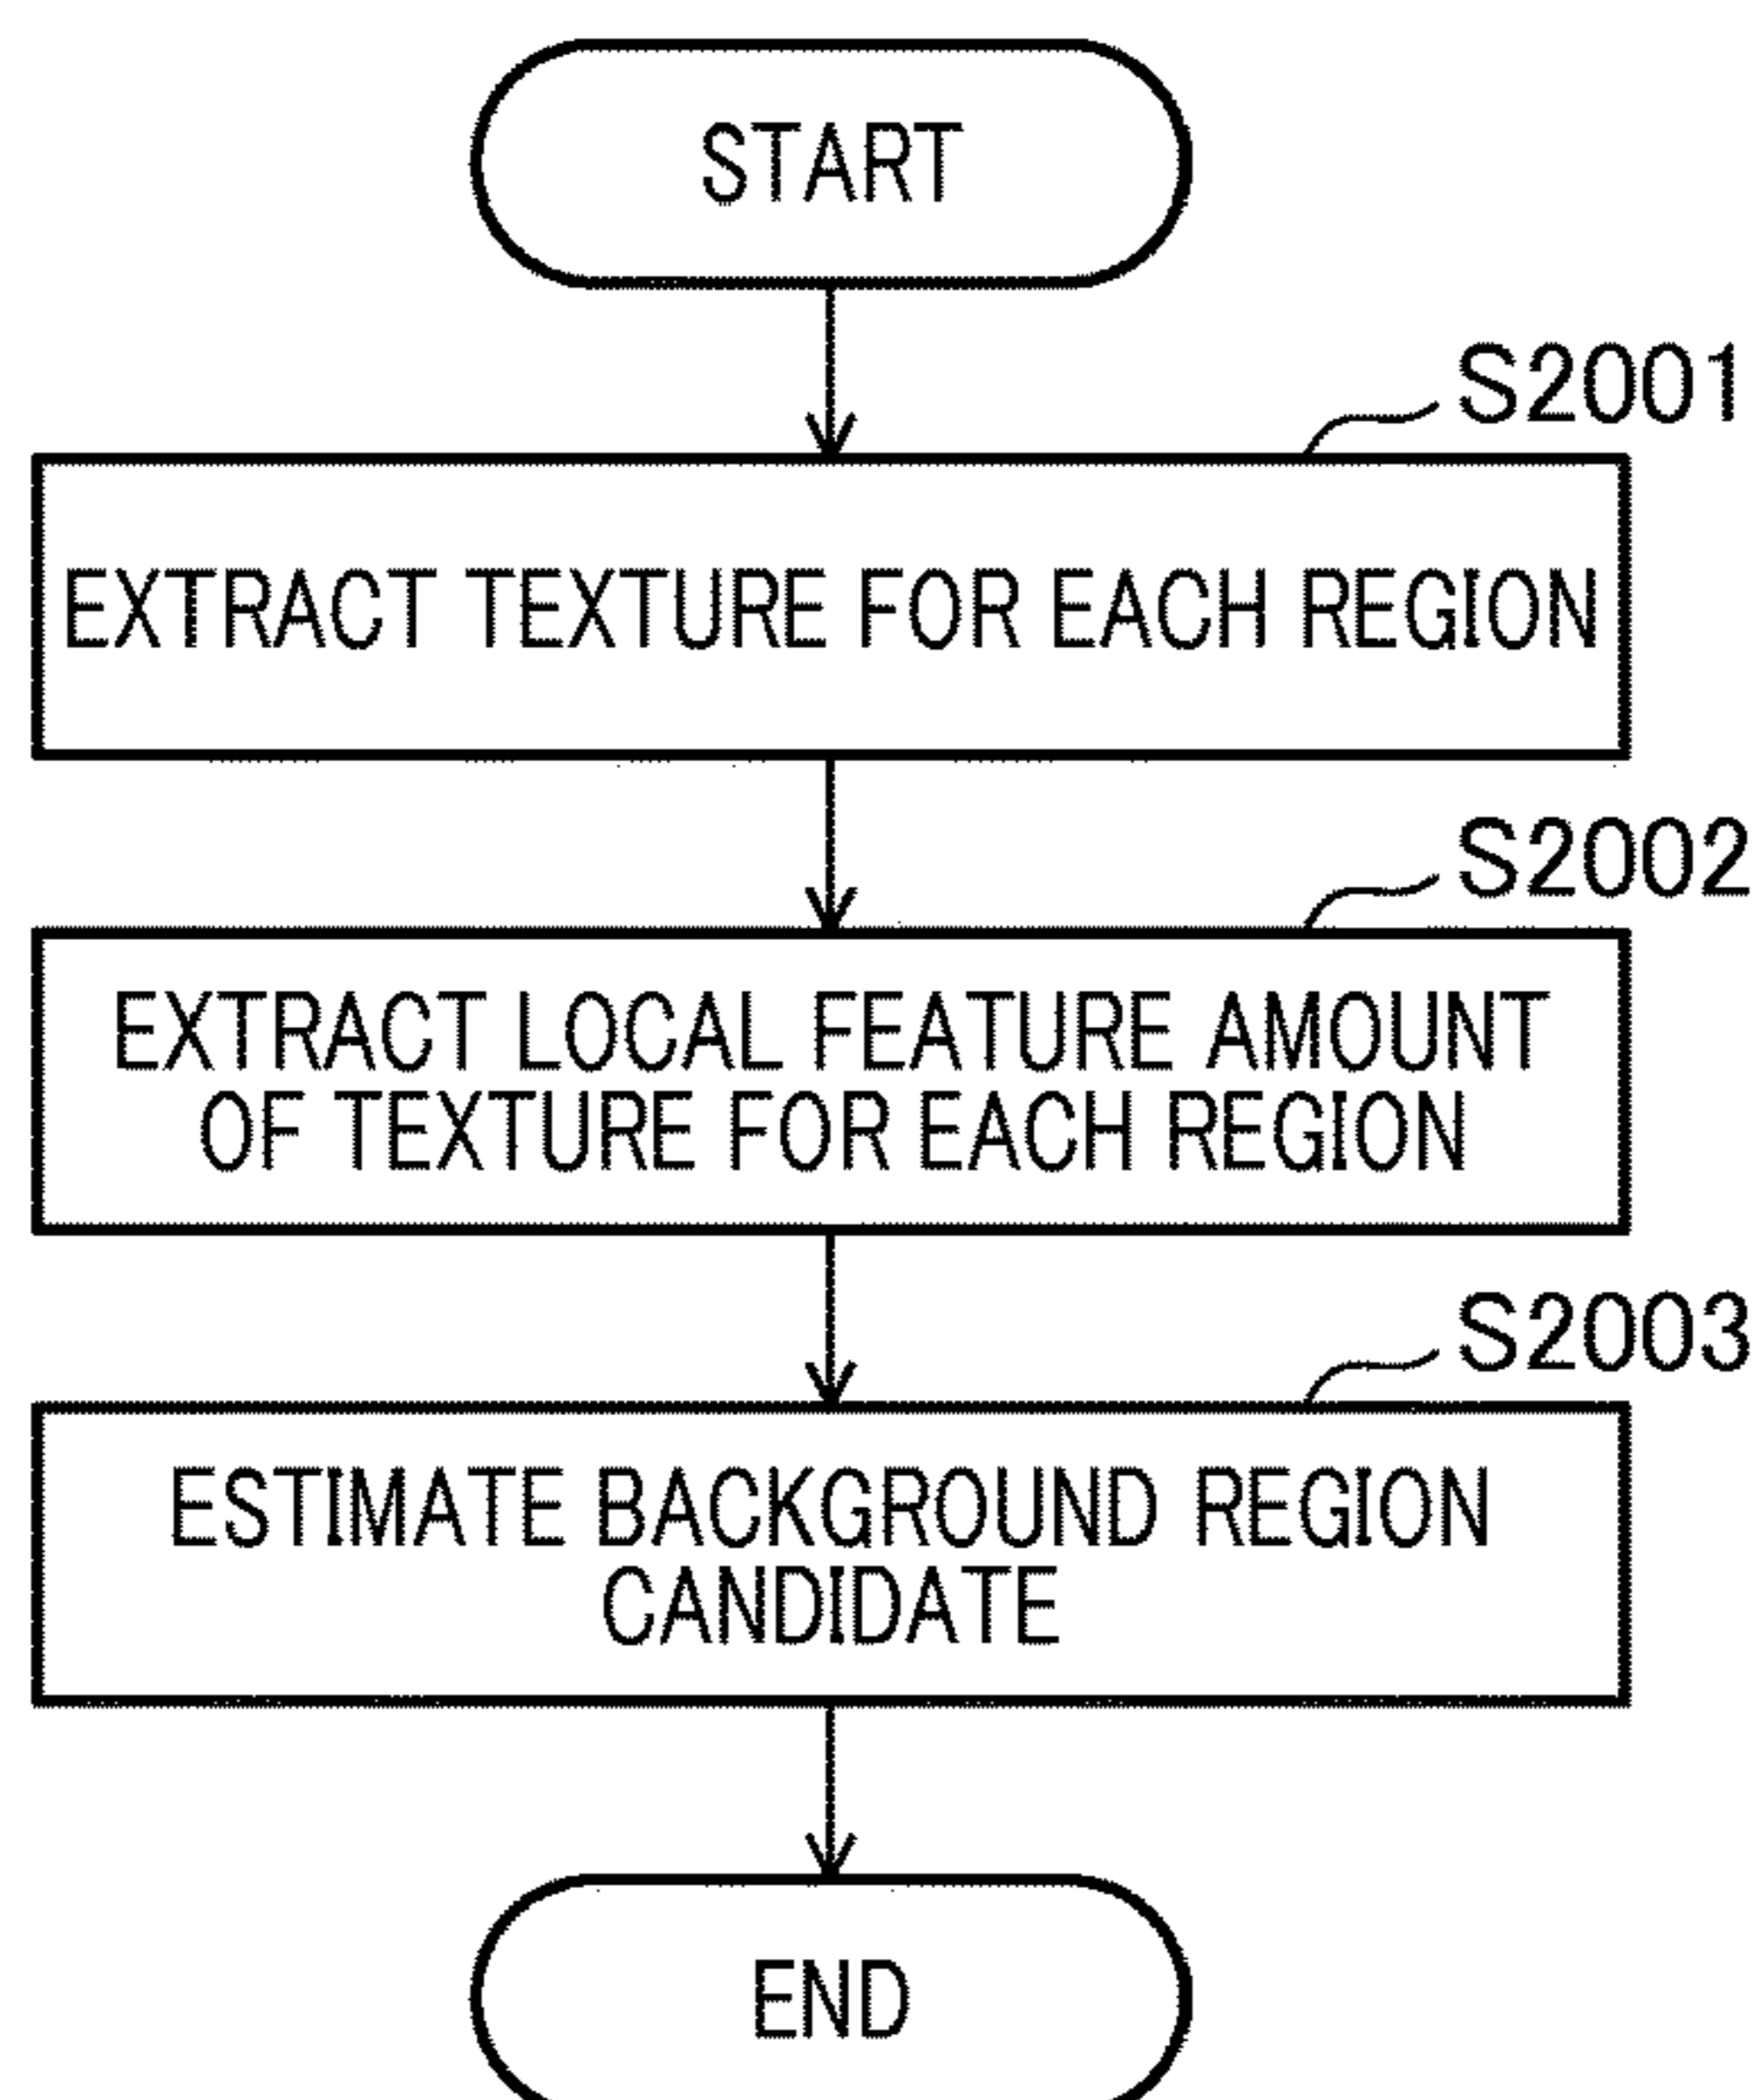 START
S2001
EXTRACT TEXTURE FOR EACH REGION
S2002
EXTRACT LOCAL FEATURE AMOUNT
OF TEXTURE FOR EACH REGION
S2003
ESTIMATE BACKGROUND REGION
CANDIDATE
END